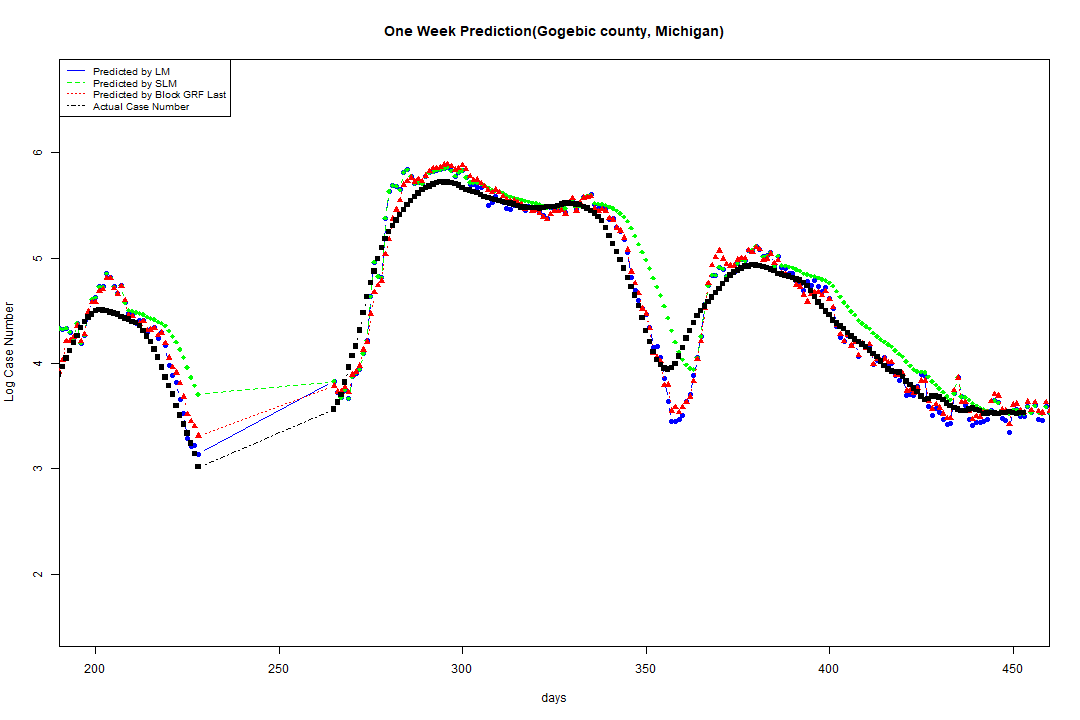 One Week Prediction(Gogebic county, Michigan)
Predicted by LM
Predicted by SLM
Predicted by Block GRF Last
Actual Case Number
6
5
4
3
2
Log Case Number
200 250 300 350 400 450
days